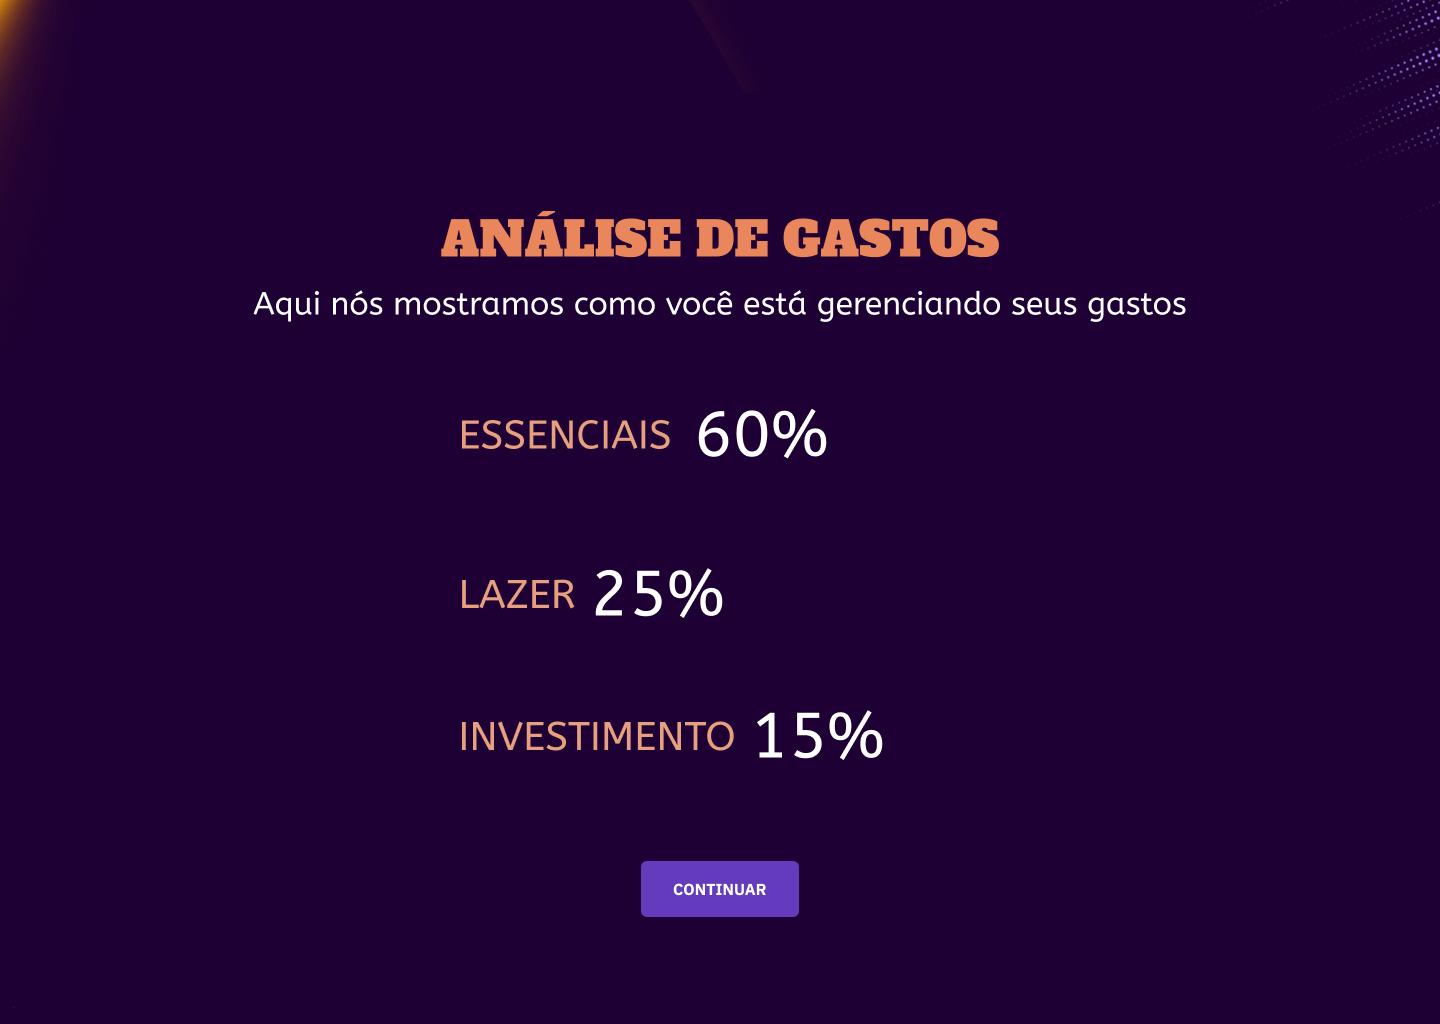 ANÁLISE DE GASTOS
Aqui nós mostramos como você está gerenciando seus gastos
ESSENCIAIS 60%
LAZER 25%
INVESTIMENTO 15%
CONTINUAR